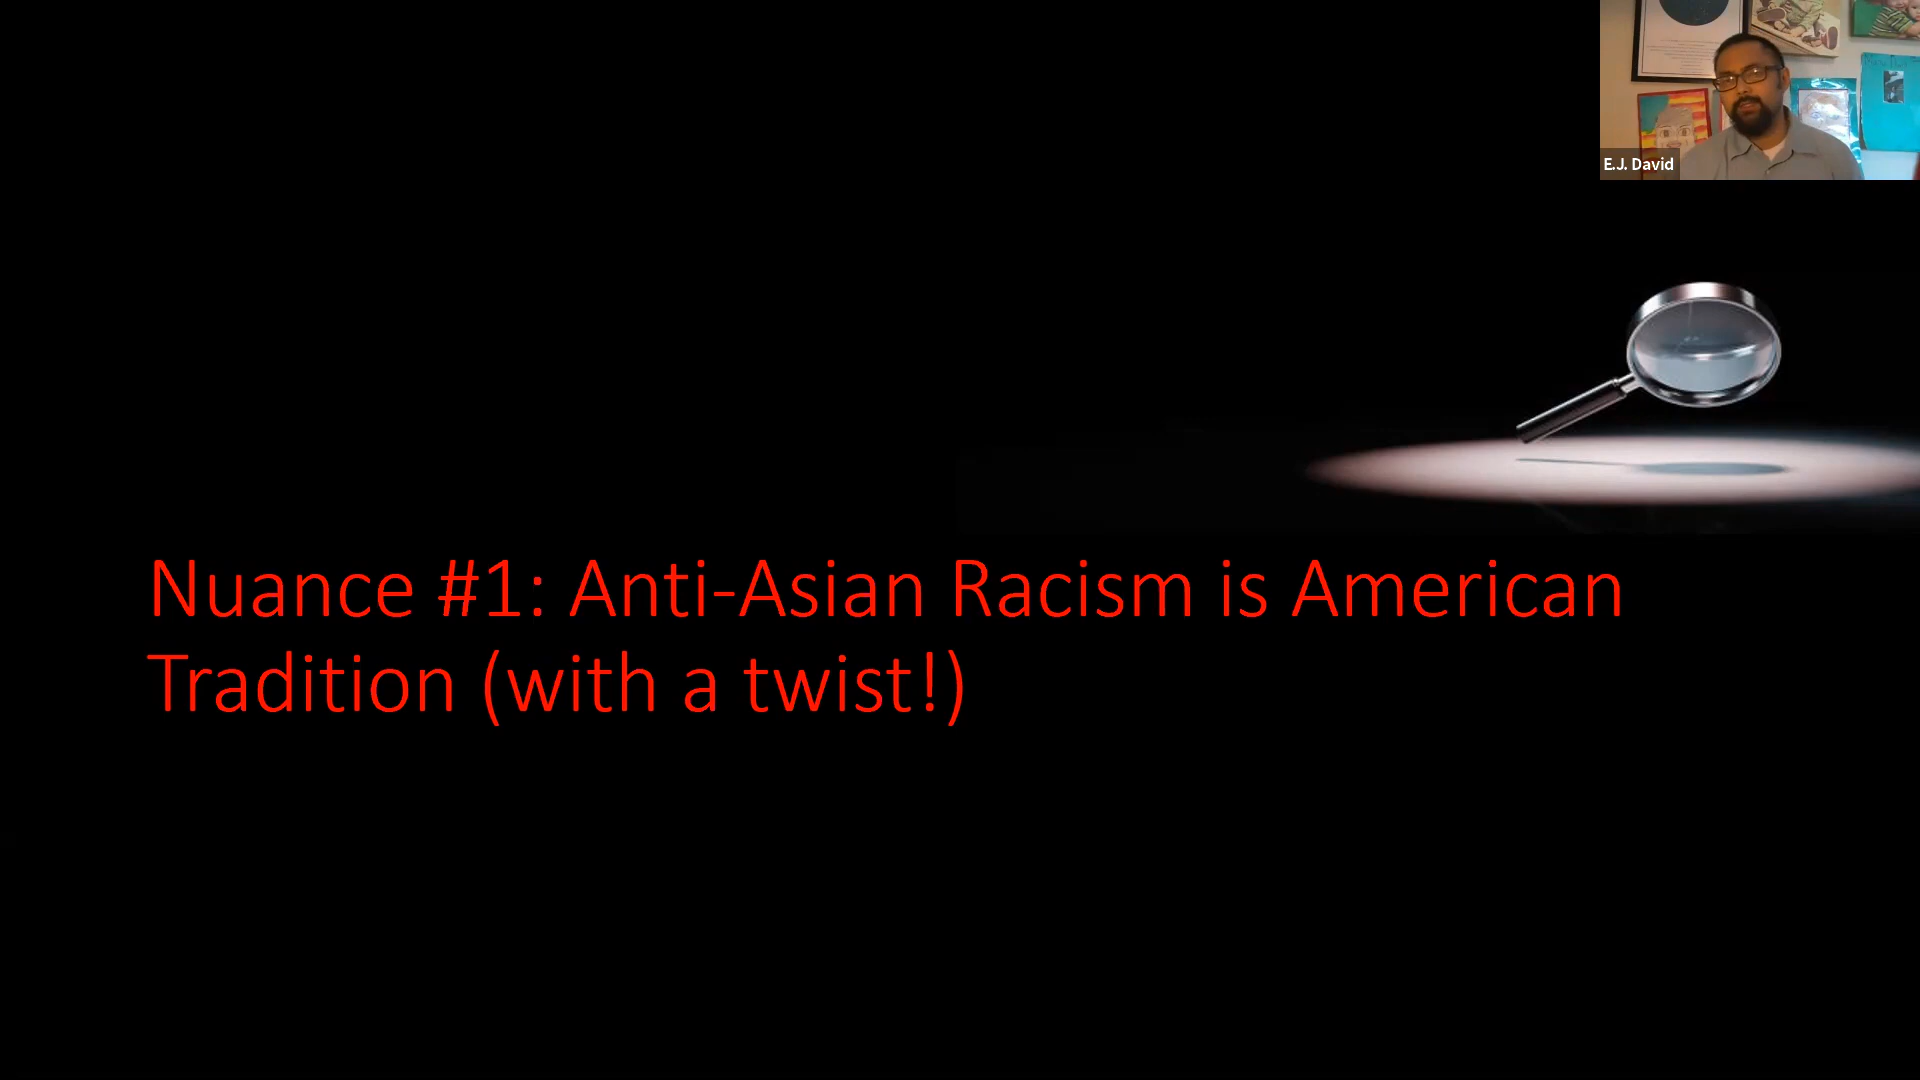 E.J. David
Nuance #1: Anti-Asian Racism is American
Tradition (with a twist!)